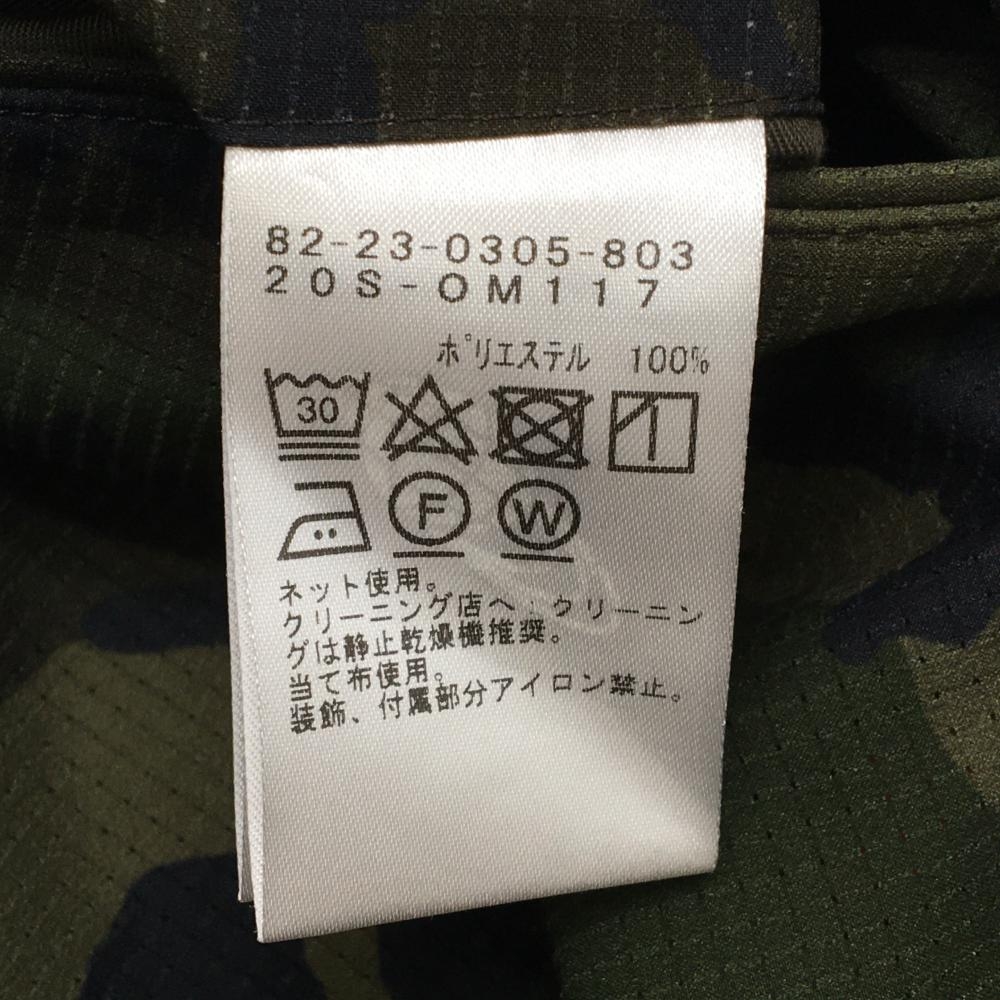 82-23-0305-803
20S-OM117
ポリエステル 100%
30
F W
ネット使用。
クリーニング店へ・クリーニン
グは静止乾燥機推奨。
当て布使用。
装飾、付属部分アイロン禁止。